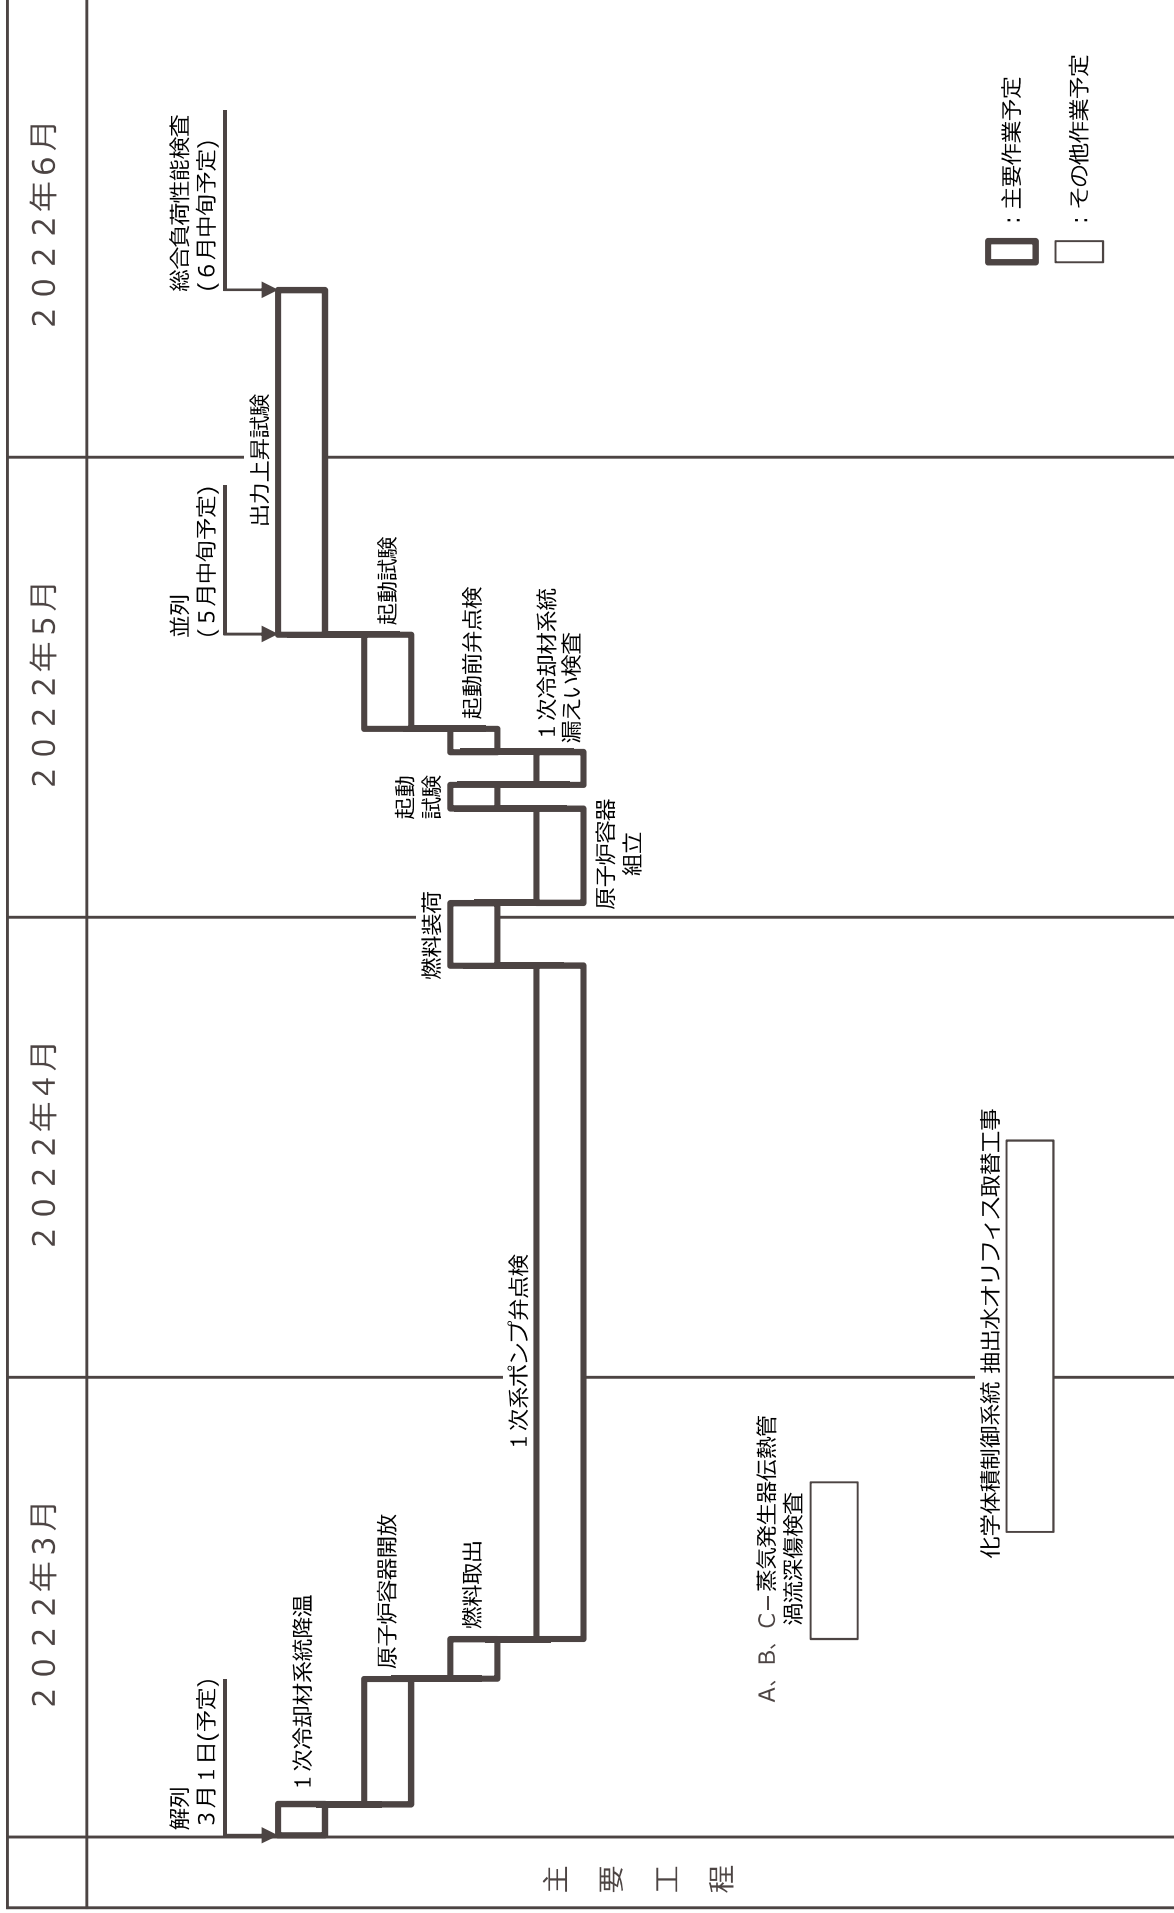 ２０２２年３月
２０２２年４月
２０２２年５月
２０２２年６月
主要工程
解列
３月１日(予定)
並列
(５月中旬予定)
総合負荷性能検査
(６月中旬予定)
１次冷却材系統降温
出力上昇試験
原子炉容器開放
起動試験
燃料取出
燃料装荷
起動
試験
起動前弁点検
１次系ポンプ弁点検
原子炉容器
組立
１次冷却材系統
漏えい検査
A、B、C－蒸気発生器伝熱管
渦流深傷検査
化学体積制御系統 抽出水オリフィス取替工事
：主要作業予定
：その他作業予定